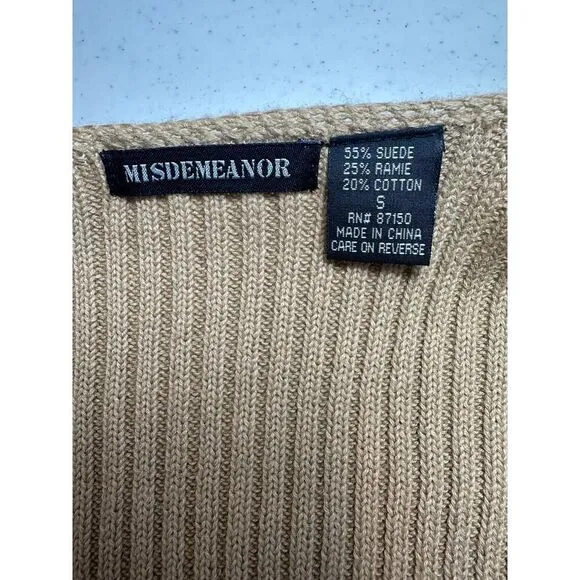 MISDEMEANOR
55% SUEDE
25% RAMIE
20% COTTON
S
RN# 87150
MADE IN CHINA
CARE ON REVERSE